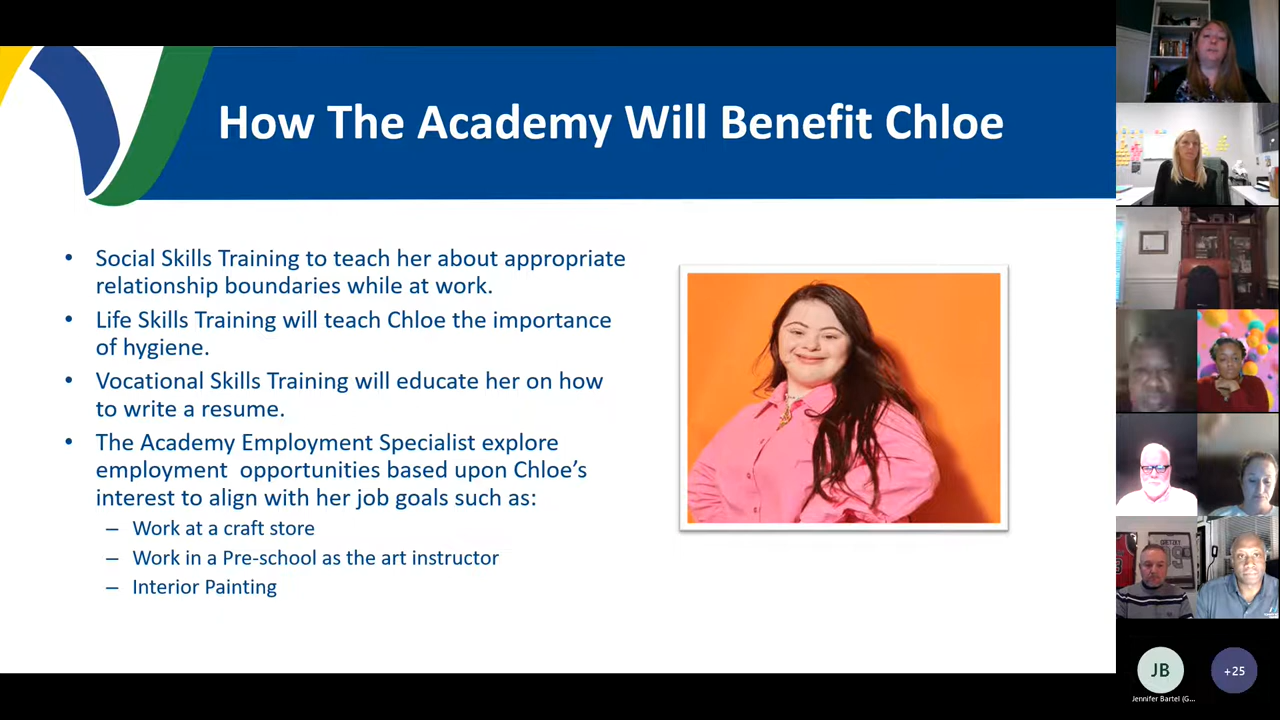 How The Academy Will Benefit Chloe
• Social Skills Training to teach her about appropriate
relationship boundaries while at work.
• Life Skills Training will teach Chloe the importance
of hygiene.
• Vocational Skills Training will educate her on how
to write a resume.
• The Academy Employment Specialist explore
employment  opportunities based upon Chloe’s
interest to align with her job goals such as:
– Work at a craft store
– Work in a Pre-school as the art instructor
– Interior Painting
JB
+25
Jennifer Bartel (G...